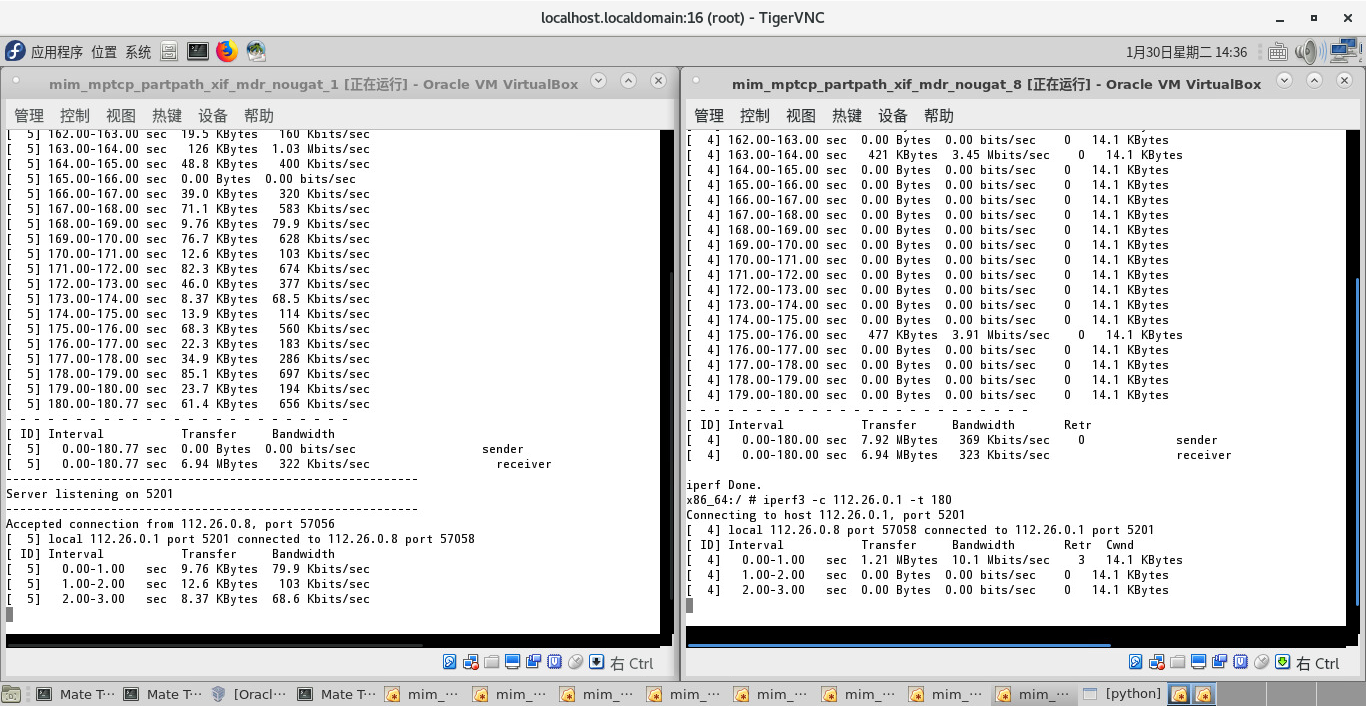 localhost.localdomain:16 (root) - TigerVNC
应用程序 位置 系统
1月30日星期二 14:36
mim_mptcp_partpath_xif_mdr_nougat_1 [正在运行] - Oracle VM VirtualBox
管理 控制 视图 热键 设备 帮助
[  5] 162.00-163.00 sec  19.5 KBytes   160 Kbits/sec
[  5] 163.00-164.00 sec   126 KBytes  1.03 Mbits/sec
[  5] 164.00-165.00 sec  48.8 KBytes   400 Kbits/sec
[  5] 165.00-166.00 sec  0.00 Bytes  0.00 bits/sec
[  5] 166.00-167.00 sec  39.0 KBytes   320 Kbits/sec
[  5] 167.00-168.00 sec  71.1 KBytes   583 Kbits/sec
[  5] 168.00-169.00 sec  9.76 KBytes  79.9 Kbits/sec
[  5] 169.00-170.00 sec  76.7 KBytes   628 Kbits/sec
[  5] 170.00-171.00 sec  12.6 KBytes   103 Kbits/sec
[  5] 171.00-172.00 sec  82.3 KBytes   674 Kbits/sec
[  5] 172.00-173.00 sec  46.0 KBytes   377 Kbits/sec
[  5] 173.00-174.00 sec  8.37 KBytes  68.5 Kbits/sec
[  5] 174.00-175.00 sec  13.9 KBytes   114 Kbits/sec
[  5] 175.00-176.00 sec  68.3 KBytes   560 Kbits/sec
[  5] 176.00-177.00 sec  22.3 KBytes   183 Kbits/sec
[  5] 177.00-178.00 sec  34.9 KBytes   286 Kbits/sec
[  5] 178.00-179.00 sec  85.1 KBytes   697 Kbits/sec
[  5] 179.00-180.00 sec  23.7 KBytes   194 Kbits/sec
[  5] 180.00-180.77 sec  61.4 KBytes   656 Kbits/sec
- - - - - - - - - - - - - - - - - - - - - - - - -
[ ID] Interval           Transfer     Bandwidth
[  5]   0.00-180.77 sec  0.00 Bytes  0.00 bits/sec                  sender
[  5]   0.00-180.77 sec  6.94 MBytes   322 Kbits/sec                  receiver
-----------------------------------------------------------
Server listening on 5201
-----------------------------------------------------------
Accepted connection from 112.26.0.8, port 57056
[  5] local 112.26.0.1 port 5201 connected to 112.26.0.8 port 57058
[ ID] Interval           Transfer     Bandwidth
[  5]   0.00-1.00   sec  9.76 KBytes  79.9 Kbits/sec
[  5]   1.00-2.00   sec  12.6 KBytes   103 Kbits/sec
[  5]   2.00-3.00   sec  8.37 KBytes  68.6 Kbits/sec
右 Ctrl
mim_mptcp_partpath_xif_mdr_nougat_8 [正在运行] - Oracle VM VirtualBox
管理 控制 视图 热键 设备 帮助
[  4] 162.00-163.00 sec  0.00 Bytes  0.00 bits/sec    0   14.1 KBytes
[  4] 163.00-164.00 sec   421 KBytes  3.45 Mbits/sec    0   14.1 KBytes
[  4] 164.00-165.00 sec  0.00 Bytes  0.00 bits/sec    0   14.1 KBytes
[  4] 165.00-166.00 sec  0.00 Bytes  0.00 bits/sec    0   14.1 KBytes
[  4] 166.00-167.00 sec  0.00 Bytes  0.00 bits/sec    0   14.1 KBytes
[  4] 167.00-168.00 sec  0.00 Bytes  0.00 bits/sec    0   14.1 KBytes
[  4] 168.00-169.00 sec  0.00 Bytes  0.00 bits/sec    0   14.1 KBytes
[  4] 169.00-170.00 sec  0.00 Bytes  0.00 bits/sec    0   14.1 KBytes
[  4] 170.00-171.00 sec  0.00 Bytes  0.00 bits/sec    0   14.1 KBytes
[  4] 171.00-172.00 sec  0.00 Bytes  0.00 bits/sec    0   14.1 KBytes
[  4] 172.00-173.00 sec  0.00 Bytes  0.00 bits/sec    0   14.1 KBytes
[  4] 173.00-174.00 sec  0.00 Bytes  0.00 bits/sec    0   14.1 KBytes
[  4] 174.00-175.00 sec  0.00 Bytes  0.00 bits/sec    0   14.1 KBytes
[  4] 175.00-176.00 sec   477 KBytes  3.91 Mbits/sec    0   14.1 KBytes
[  4] 176.00-177.00 sec  0.00 Bytes  0.00 bits/sec    0   14.1 KBytes
[  4] 177.00-178.00 sec  0.00 Bytes  0.00 bits/sec    0   14.1 KBytes
[  4] 178.00-179.00 sec  0.00 Bytes  0.00 bits/sec    0   14.1 KBytes
[  4] 179.00-180.00 sec  0.00 Bytes  0.00 bits/sec    0   14.1 KBytes
- - - - - - - - - - - - - - - - - - - - - - - - -
[ ID] Interval           Transfer     Bandwidth       Retr
[  4]   0.00-180.00 sec  7.92 MBytes   369 Kbits/sec    0             sender
[  4]   0.00-180.00 sec  6.94 MBytes   323 Kbits/sec                  receiver
iperf Done.
x86_64:/ # iperf3 -c 112.26.0.1 -t 180
Connecting to host 112.26.0.1, port 5201
[  4] local 112.26.0.8 port 57058 connected to 112.26.0.1 port 5201
[ ID] Interval           Transfer     Bandwidth       Retr  Cwnd
[  4]   0.00-1.00   sec  1.21 MBytes  10.1 Mbits/sec    3   14.1 KBytes
[  4]   1.00-2.00   sec  0.00 Bytes  0.00 bits/sec    0   14.1 KBytes
[  4]   2.00-3.00   sec  0.00 Bytes  0.00 bits/sec    0   14.1 KBytes
右 Ctrl
Mate T··· Mate T··· [Oracl··· Mate T··· mim_··· mim_··· mim_··· mim_··· mim_··· mim_··· mim_··· mim_··· [python]